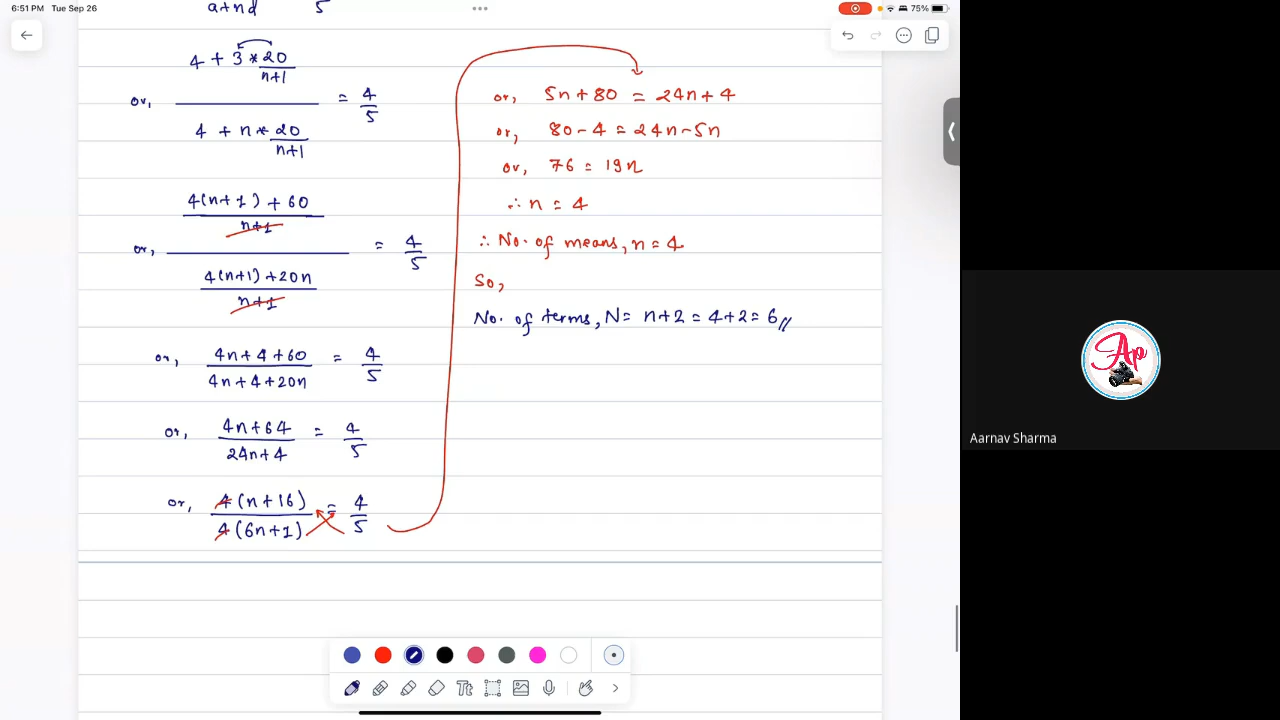 6:51 PM Tue Sep 26
75%
a+nd 5
or, (4 + 3 * 20/(n+1)) / (4 + n * 20/(n+1)) = 4/5
or, ((4(n+1) + 60)/(n+1)) / ((4(n+1) + 20n)/(n+1)) = 4/5
or, (4n+4+60)/(4n+4+20n) = 4/5
or, (4n+64)/(24n+4) = 4/5
or, 4(n+16)/4(6n+1) = 4/5
or, 5n+80 = 24n+4
or, 80-4 = 24n-5n
or, 76 = 19n
∴ n = 4
∴ No. of means, n = 4
So,
No. of terms, N = n+2 = 4+2 = 6//
Tt
Ap
Aarnav Sharma